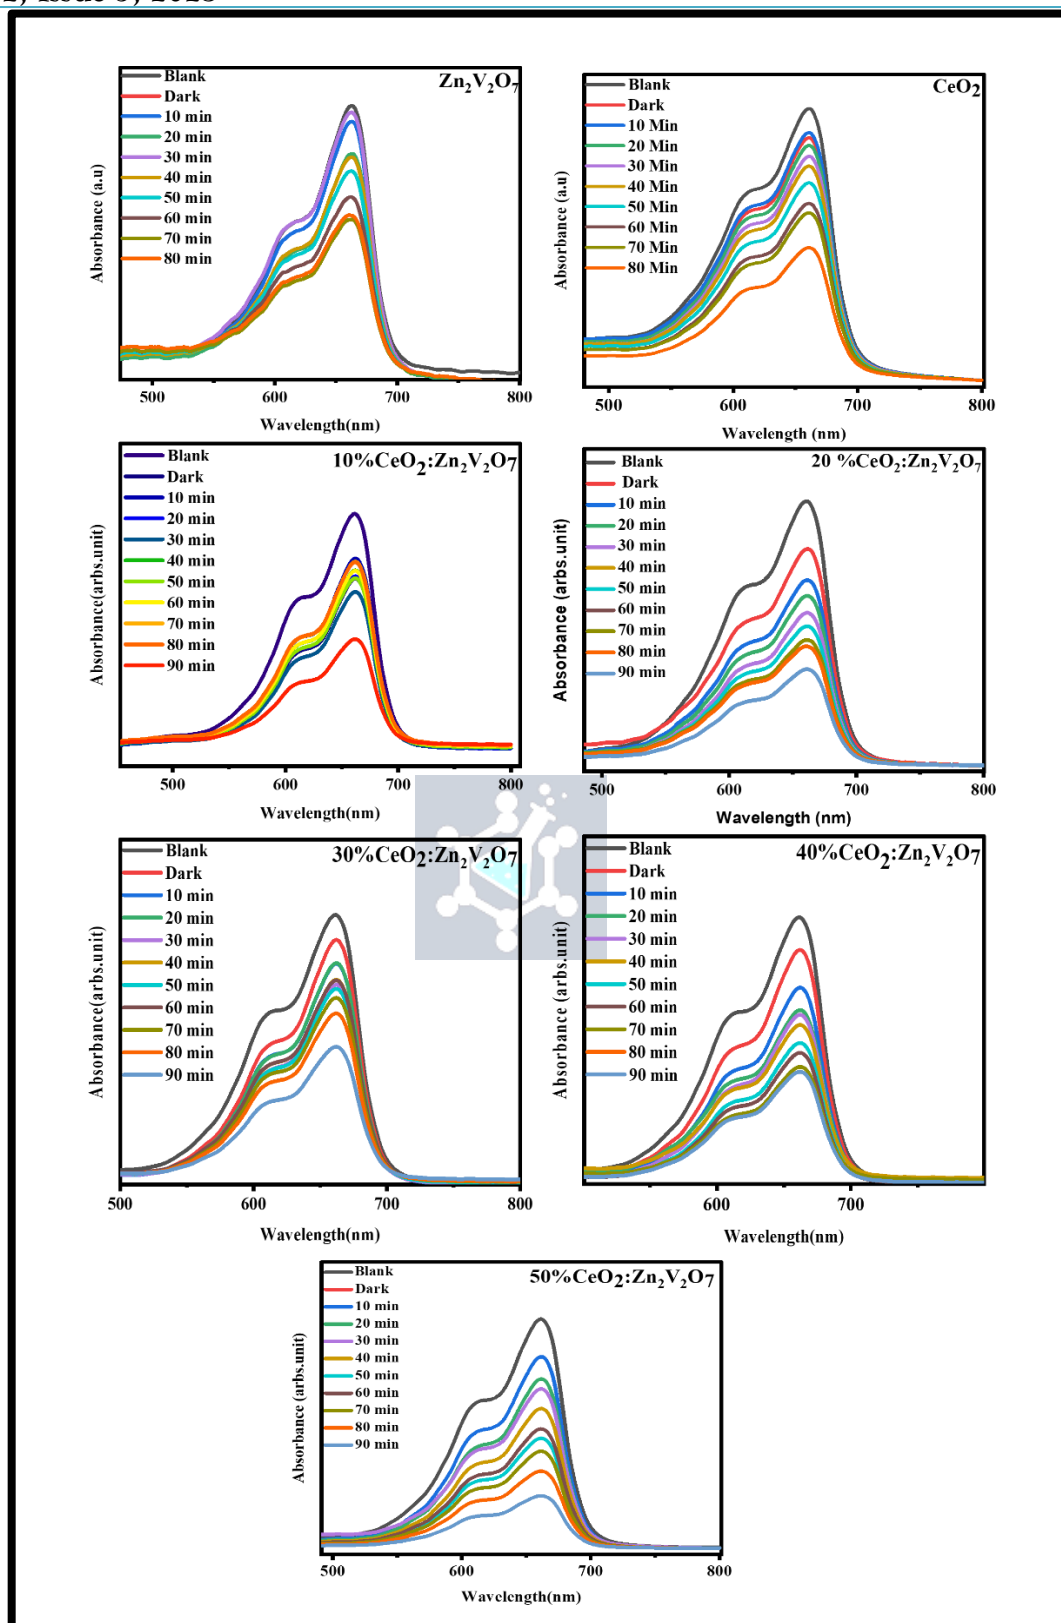 Zn2V2O7
Blank
Dark
10 min
20 min
30 min
40 min
50 min
60 min
70 min
80 min
Absorbance (a.u)
500 600 700 800
Wavelength(nm)
CeO2
Blank
Dark
10 Min
20 Min
30 Min
40 Min
50 Min
60 Min
70 Min
80 Min
Absorbance (a.u)
500 600 700 800
Wavelength (nm)
10%CeO2:Zn2V2O7
Blank
Dark
10 min
20 min
30 min
40 min
50 min
60 min
70 min
80 min
90 min
Absorbance(arbs.unit)
500 600 700 800
Wavelength(nm)
20 %CeO2:Zn2V2O7
Blank
Dark
10 min
20 min
30 min
40 min
50 min
60 min
70 min
80 min
90 min
Absorbance (arbs.unit)
500 600 700 800
Wavelength (nm)
30%CeO2:Zn2V2O7
Blank
Dark
10 min
20 min
30 min
40 min
50 min
60 min
70 min
80 min
90 min
Absorbance(arbs.unit)
500 600 700 800
Wavelength(nm)
40%CeO2:Zn2V2O7
Blank
Dark
10 min
20 min
30 min
40 min
50 min
60 min
70 min
80 min
90 min
Absorbance (arbs.unit)
600 700
Wavelength(nm)
50%CeO2:Zn2V2O7
Blank
Dark
10 min
20 min
30 min
40 min
50 min
60 min
70 min
80 min
90 min
Absorbance (arbs.unit)
500 600 700 800
Wavelength(nm)